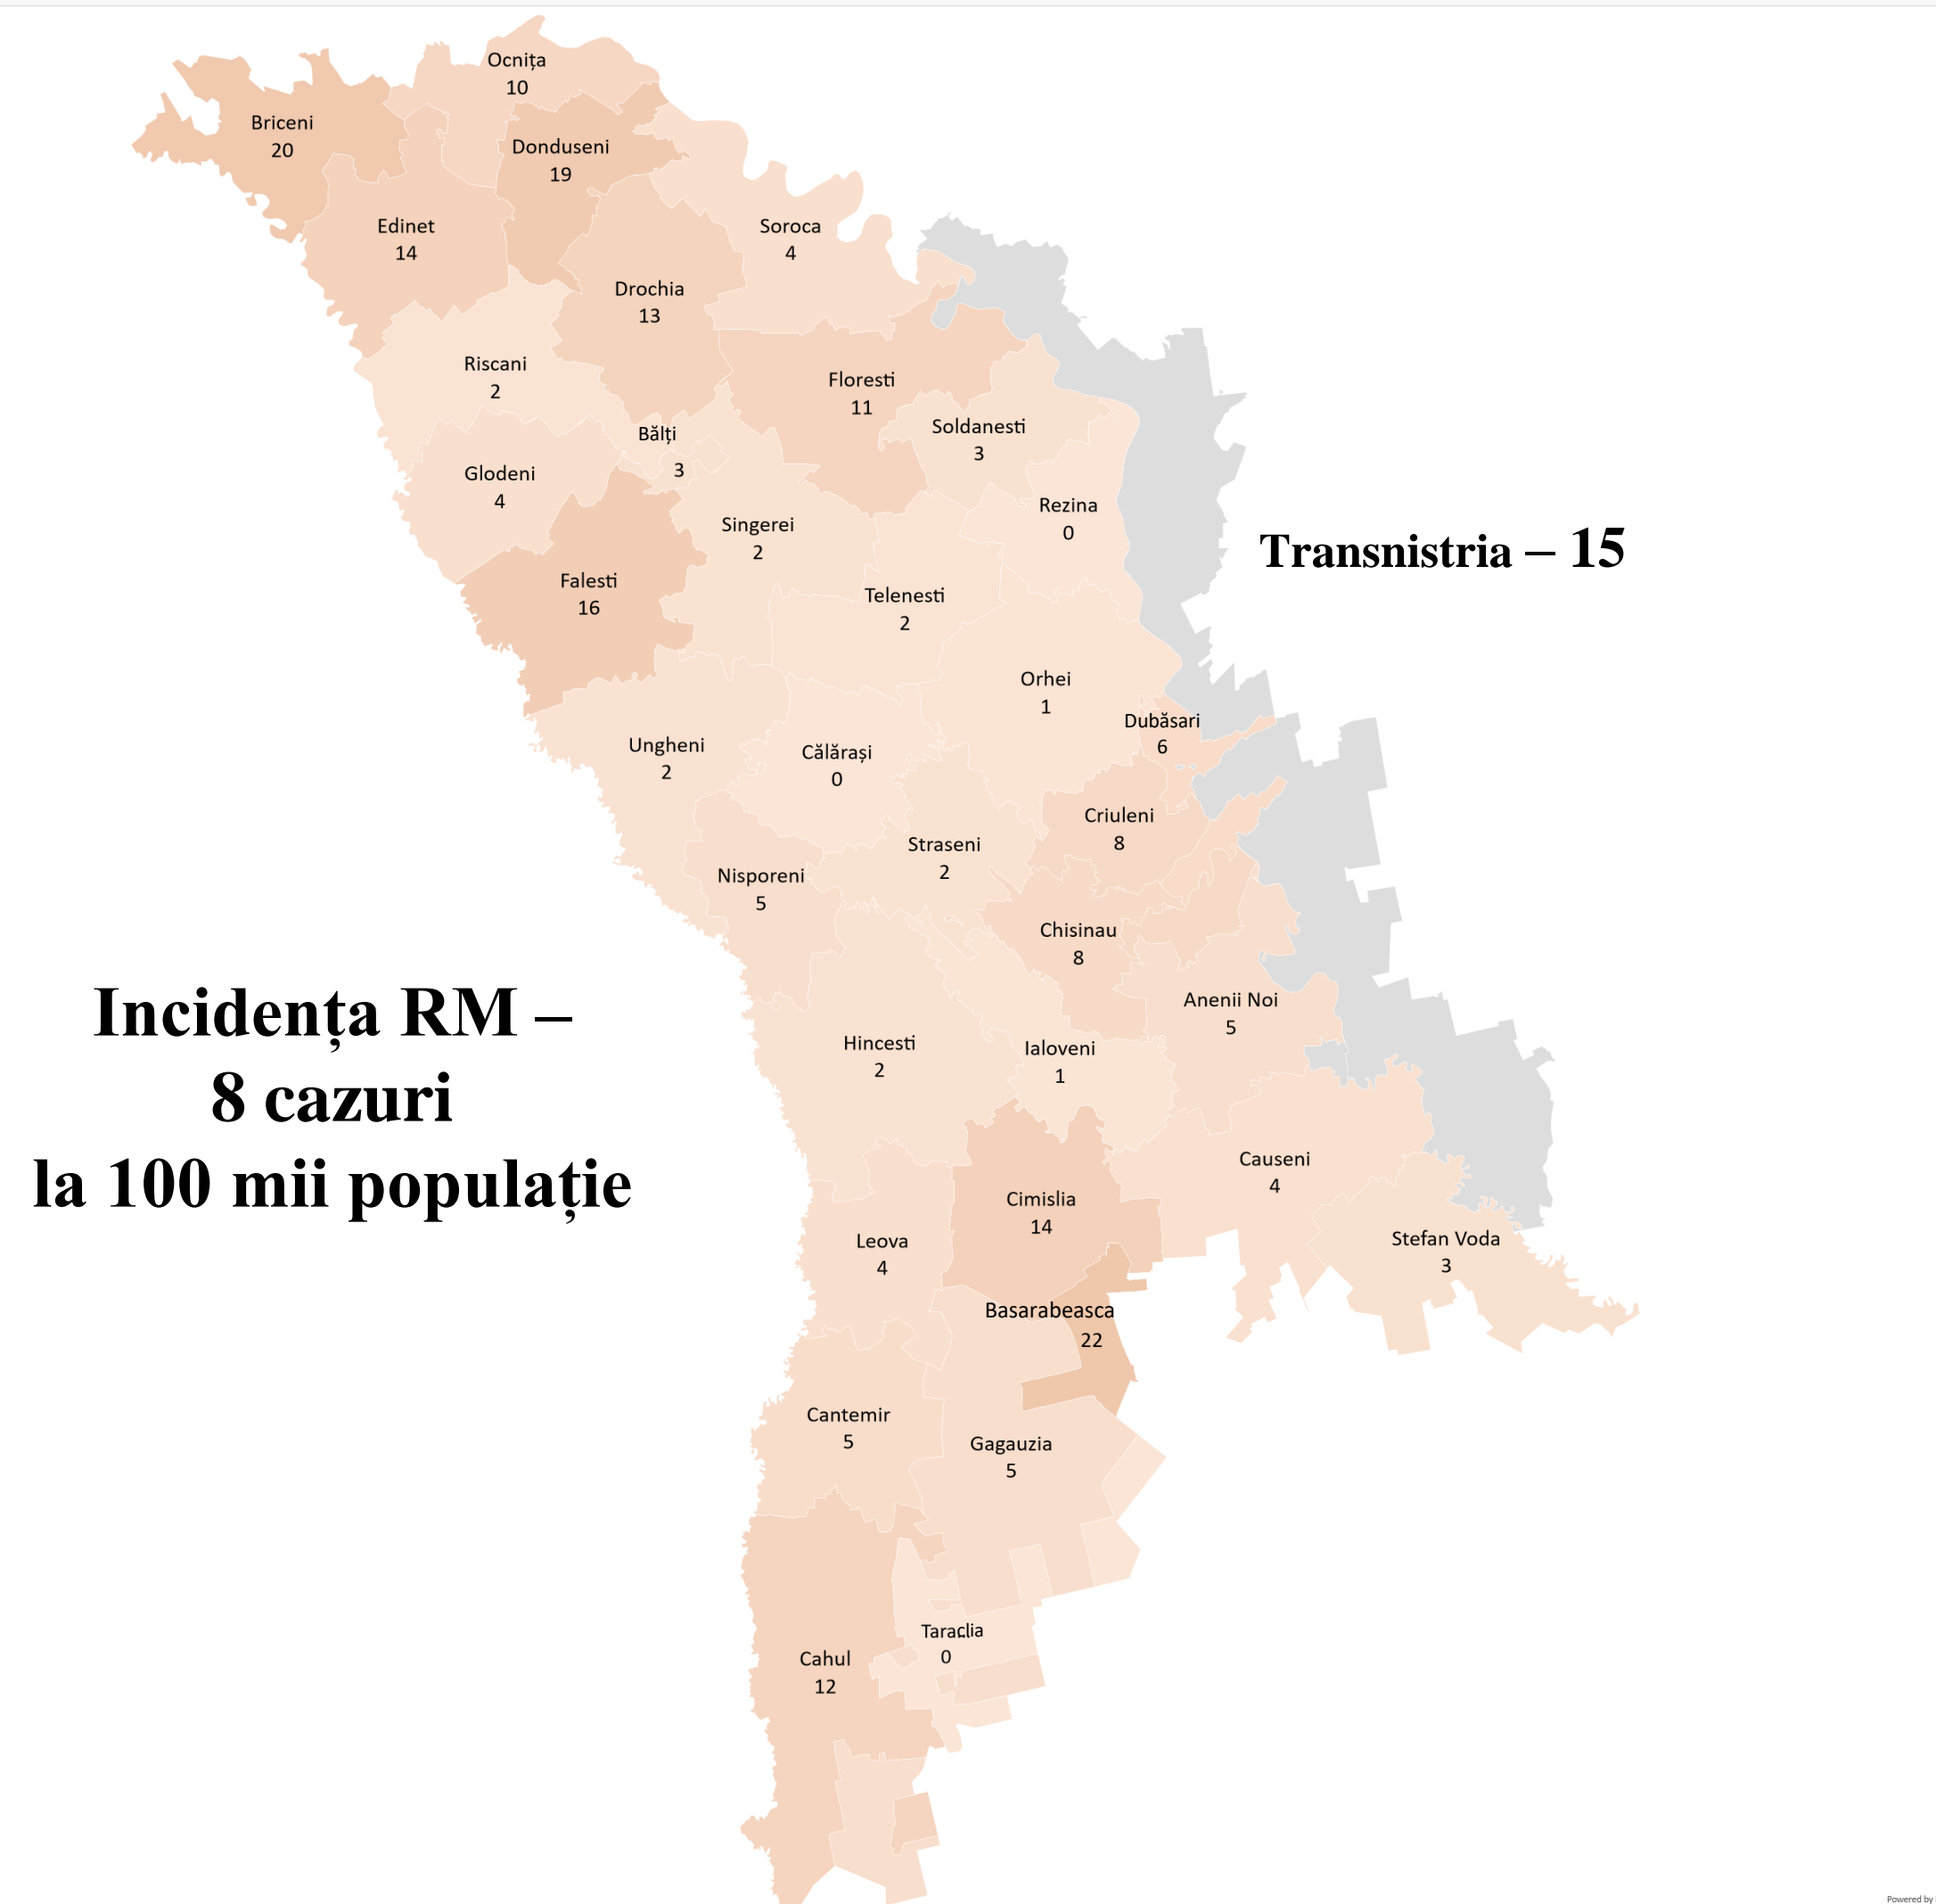 Ocnița
10
Briceni
20
Donduseni
19
Edinet
14
Soroca
4
Drochia
13
Riscani
2
Floresti
11
Soldanesti
3
Bălți
3
Glodeni
4
Rezina
0
Singerei
2
Transnistria – 15
Falesti
16
Telenesti
2
Orhei
1
Dubăsari
6
Ungheni
2
Călărași
0
Criuleni
8
Straseni
2
Nisporeni
5
Chisinau
8
Anenii Noi
5
Incidența RM –
8 cazuri
la 100 mii populație
Hincesti
2
Ialoveni
1
Causeni
4
Cimislia
14
Leova
4
Stefan Voda
3
Basarabeasca
22
Cantemir
5
Gagauzia
5
Taraclia
0
Cahul
12
Powered by